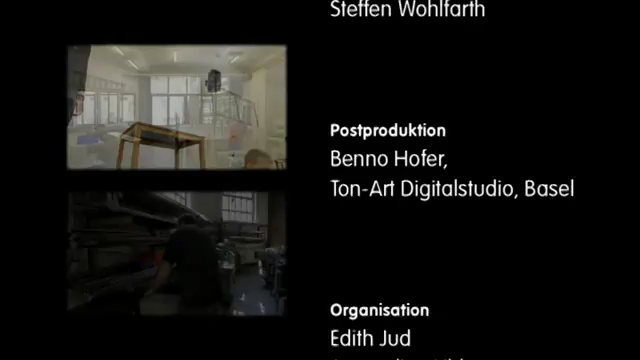 Steffen Wohlfarth
Postproduktion
Benno Hofer,
Ton-Art Digitalstudio, Basel
Organisation
Edith Jud